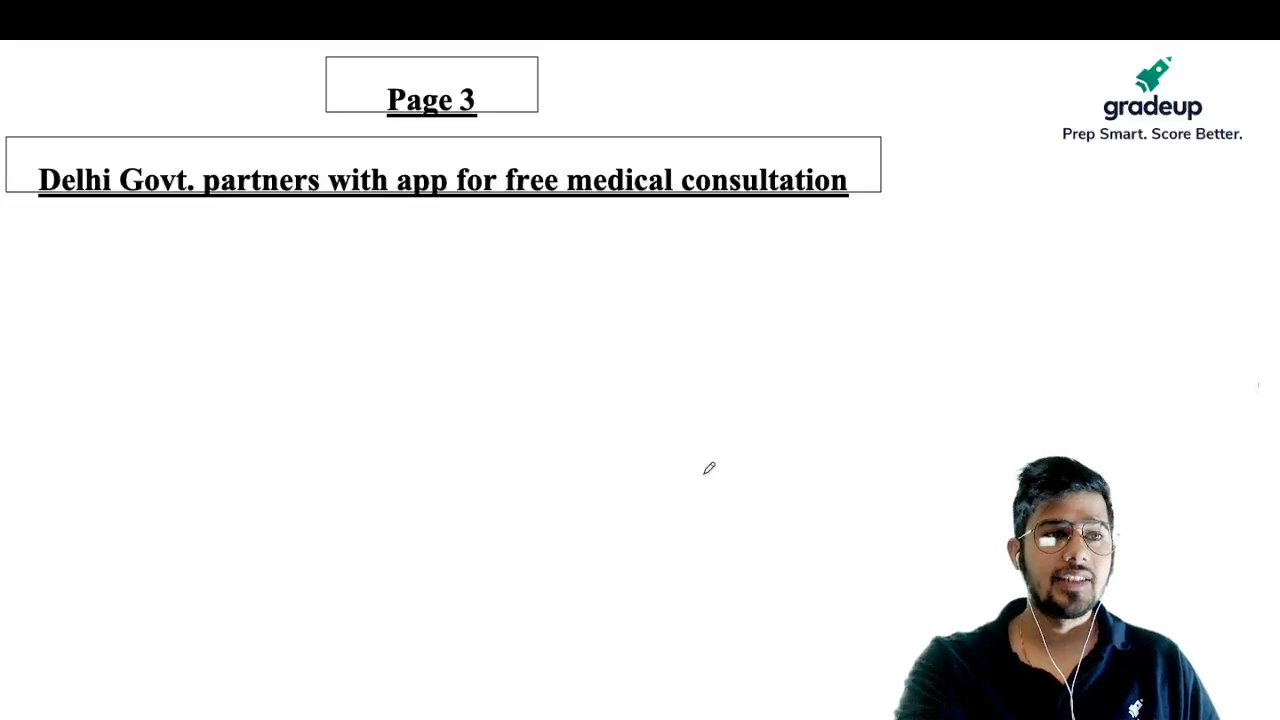 Page 3
gradeup
Prep Smart. Score Better.
Delhi Govt. partners with app for free medical consultation